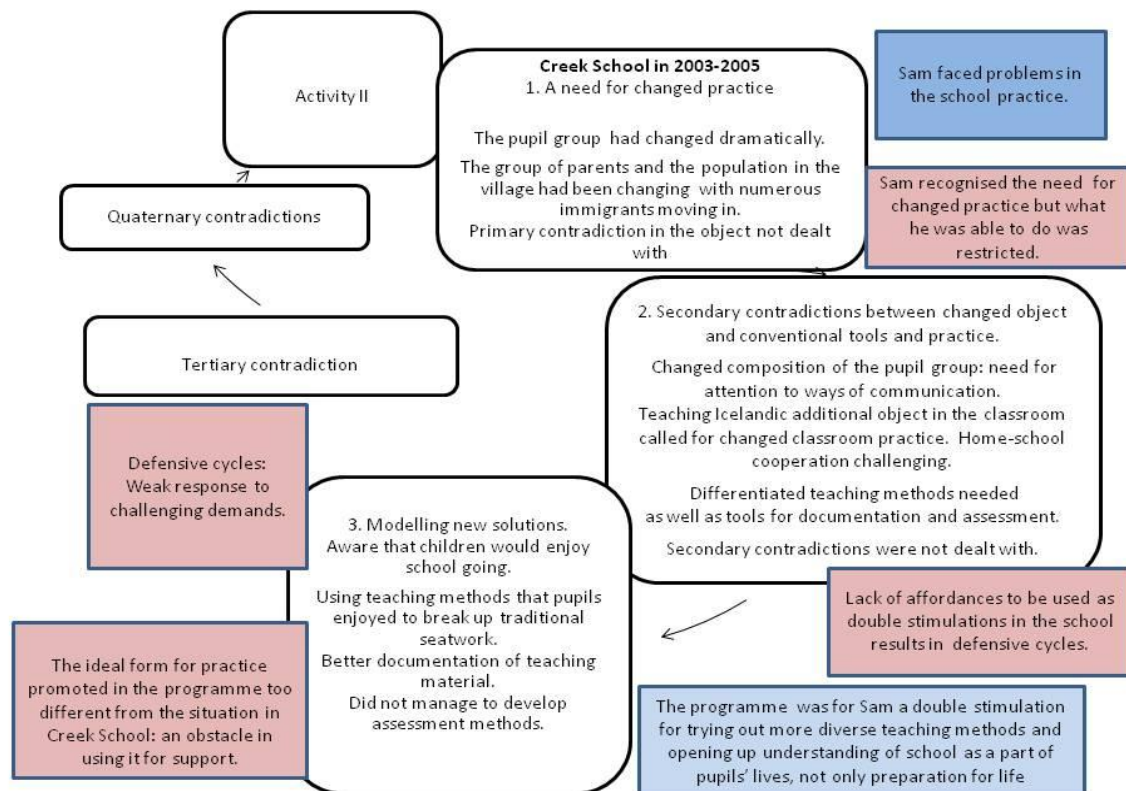 Activity II
Creek School in 2003-2005
1. A need for changed practice
The pupil group had changed dramatically.
The group of parents and the population in the
village had been changing with numerous
immigrants moving in.
Primary contradiction in the object not dealt
with
Sam faced problems in
the school practice.
Sam recognised the need for
changed practice but what
he was able to do was
restricted.
Quaternary contradictions
Tertiary contradiction
2. Secondary contradictions between changed object
and conventional tools and practice.
Changed composition of the pupil group: need for
attention to ways of communication.
Teaching Icelandic additional object in the classroom
called for changed classroom practice. Home-school
cooperation challenging.
Differentiated teaching methods needed
as well as tools for documentation and assessment.
Secondary contradictions were not dealt with.
Defensive cycles:
Weak response to
challenging demands.
3. Modelling new solutions.
Aware that children would enjoy
school going.
Using teaching methods that pupils
enjoyed to break up traditional
seatwork.
Better documentation of teaching
material.
Did not manage to develop
assessment methods.
Lack of affordances to be used as
double stimulations in the school
results in defensive cycles.
The ideal form for practice
promoted in the programme too
different from the situation in
Creek School: an obstacle in
using it for support.
The programme was for Sam a double stimulation
for trying out more diverse teaching methods and
opening up understanding of school as a part of
pupils' lives, not only preparation for life